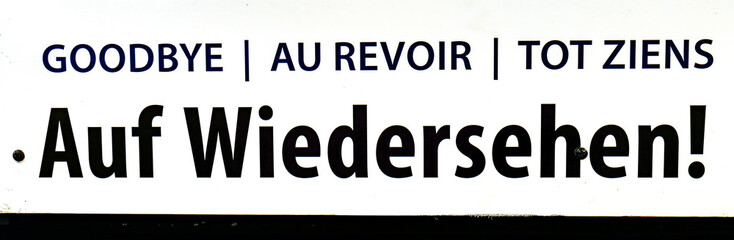 GOODBYE | AU REVOIR | TOT ZIENS
Auf Wiedersehen!